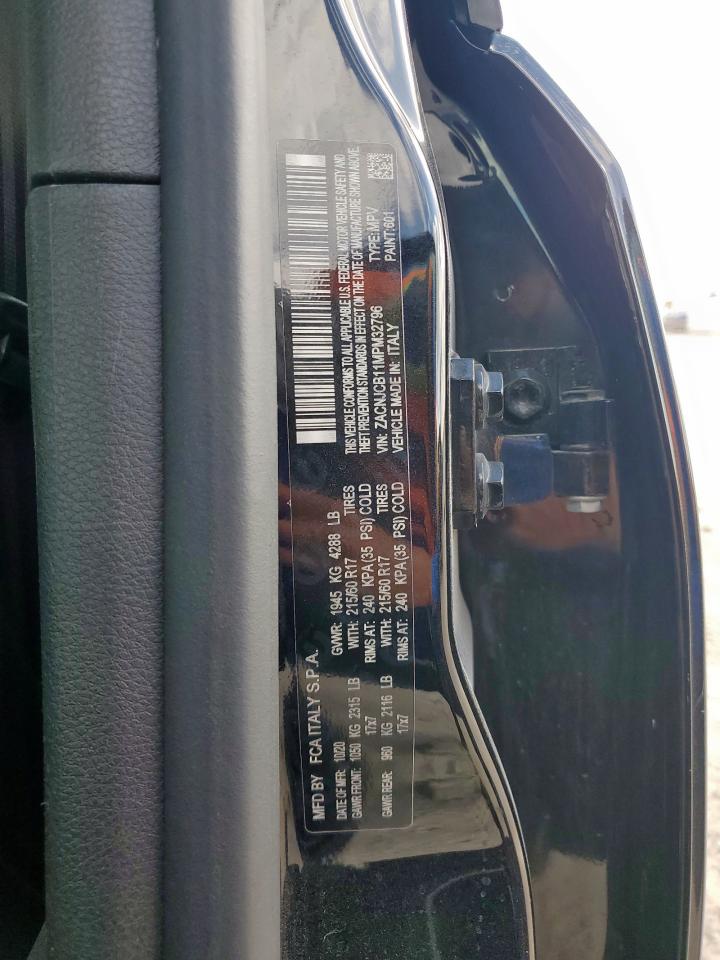 MFD BY FCA ITALY S.P.A.
DATE OF MFR: 10/20 GVWR: 1945 KG 4288 LB
GAWR FRONT: 1050 KG 2315 LB WITH: 215/60 R17 TIRES
17x7 RIMS AT: 240 KPA(35 PSI) COLD
GAWR REAR: 960 KG 2116 LB WITH: 215/60 R17 TIRES
17x7 RIMS AT: 240 KPA(35 PSI) COLD
THIS VEHICLE CONFORMS TO ALL APPLICABLE U.S. FEDERAL MOTOR VEHICLE SAFETY AND
THEFT PREVENTION STANDARDS IN EFFECT ON THE DATE OF MANUFACTURE SHOWN ABOVE.
VIN: ZACNJCB11MPM32796 TYPE: MPV
VEHICLE MADE IN: ITALY PAINT: 601